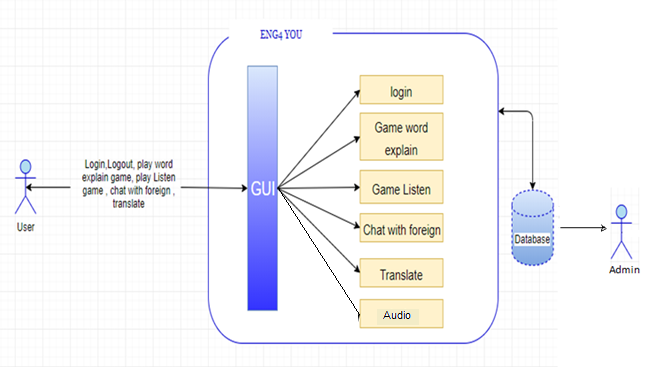 ENG4 YOU
login
Game word
explain
Login,Logout, play word
explain game, play Listen
game , chat with foreign ,
translate
GUI
Game Listen
Chat with foreign
Translate
Audio
User
Database
Admin